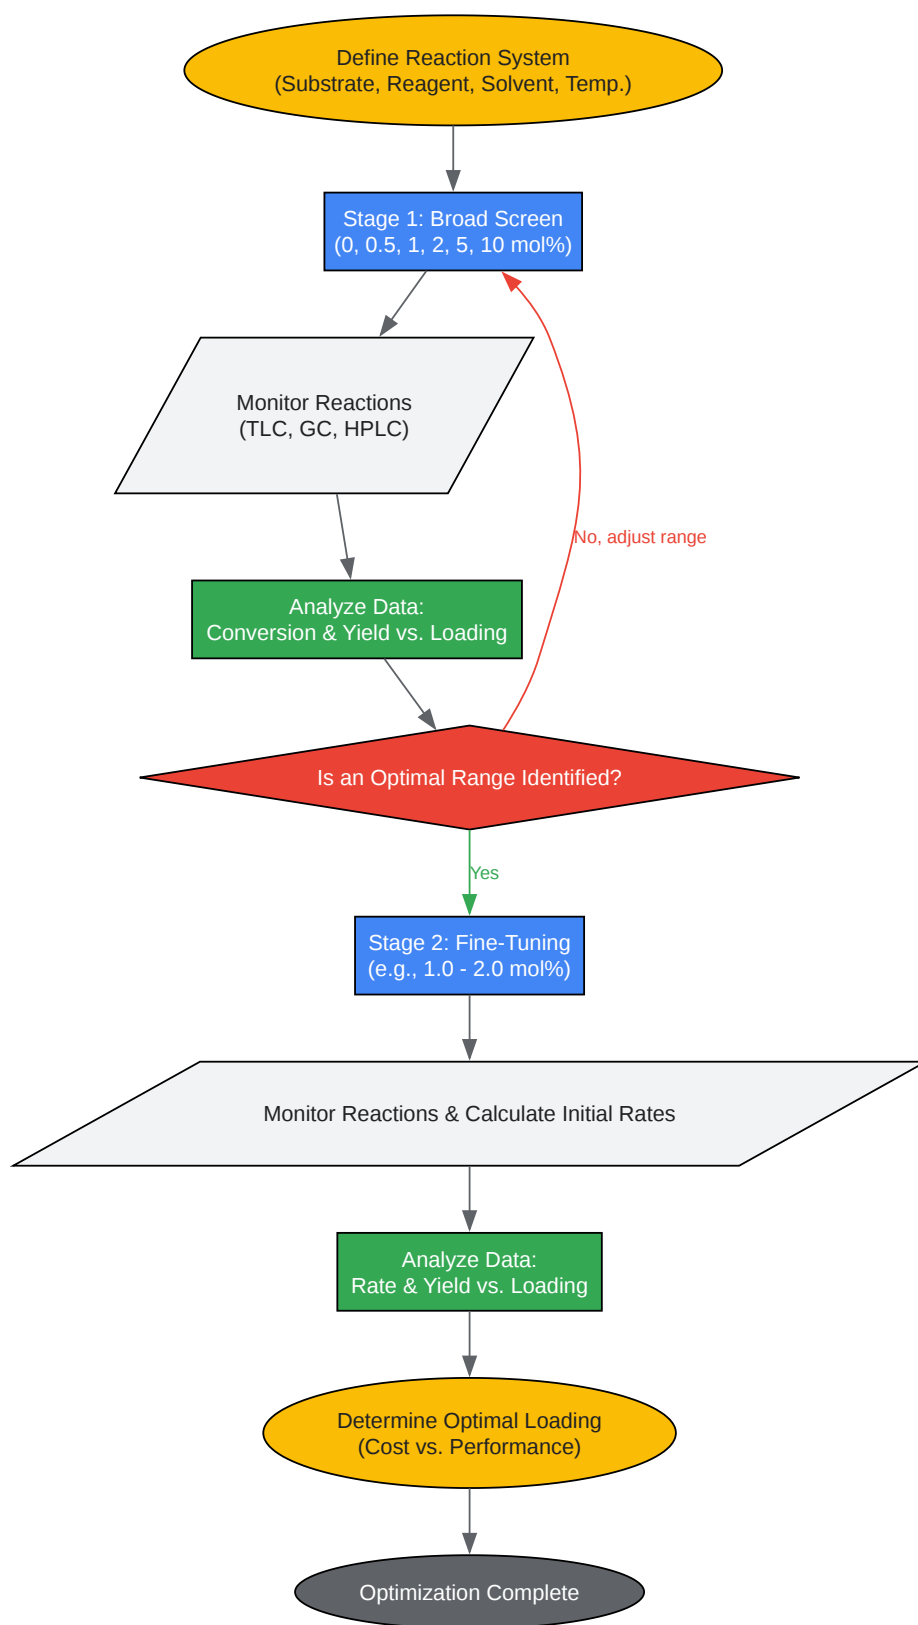 Define Reaction System
(Substrate, Reagent, Solvent, Temp.)
Stage 1: Broad Screen
(0, 0.5, 1, 2, 5, 10 mol%)
Monitor Reactions
(TLC, GC, HPLC)
No, adjust range
Analyze Data:
Conversion & Yield vs. Loading
Is an Optimal Range Identified?
Yes
Stage 2: Fine-Tuning
(e.g., 1.0 - 2.0 mol%)
Monitor Reactions & Calculate Initial Rates
Analyze Data:
Rate & Yield vs. Loading
Determine Optimal Loading
(Cost vs. Performance)
Optimization Complete